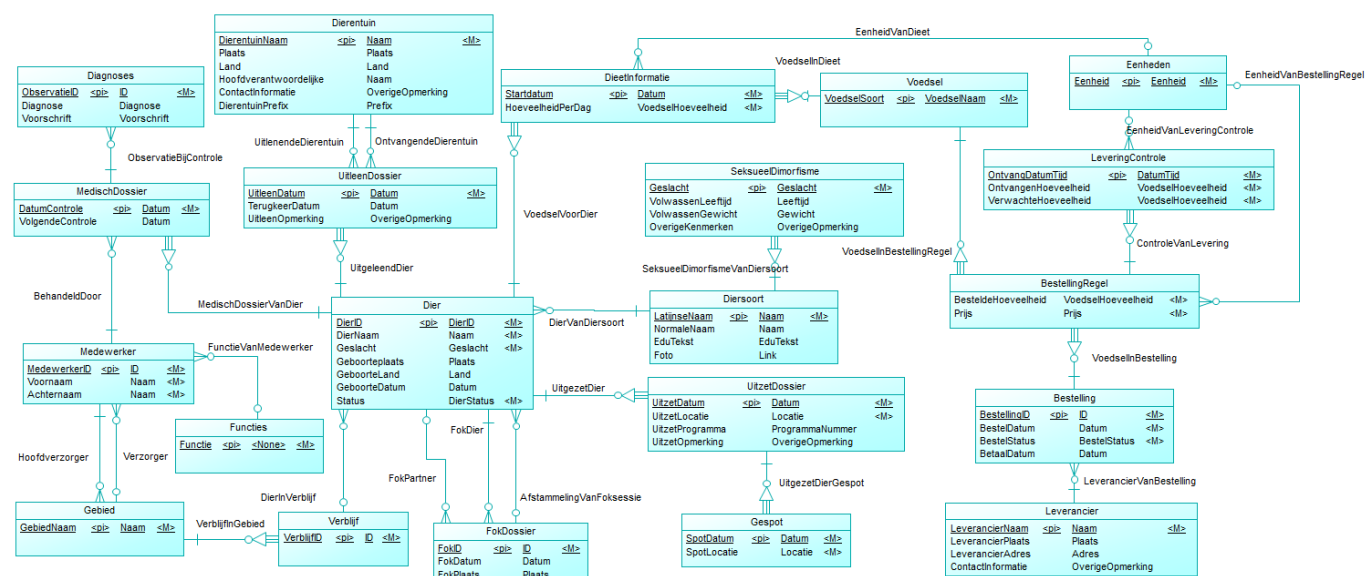 Dierentuin
DierentuinNaam <pi> Naam <M>
Plaats Plaats
Land Land
Hoofdverantwoordelijke Naam
ContactInformatie OverigeOpmerking
DierentuinPrefix Prefix
EenheidVanDieet
VoedselInDieet
Diagnoses
ObservatieID <pi> ID <M>
Diagnose Diagnose
Voorschrift Voorschrift
DieetInformatie
Startdatum <pi> Datum <M>
HoeveelheidPerDag VoedselHoeveelheid <M>
Voedsel
VoedselSoort <pi> VoedselNaam <M>
Eenheden
Eenheid <pi> Eenheid <M>
EenheidVanBestellingRegel
UitlenendeDierentuin
OntvangendeDierentuin
EenheidVanLeveringControle
ObservatieBijControle
UitleenDossier
UitleenDatum <pi> Datum <M>
TerugkeerDatum Datum
UitleenOpmerking OverigeOpmerking
SeksueelDimorfisme
Geslacht <pi> Geslacht <M>
VolwassenLeeftijd Leeftijd
VolwassenGewicht Gewicht
OverigeKenmerken OverigeOpmerking
LeveringControle
OntvangDatumTijd <pi> DatumTijd <M>
OntvangenHoeveelheid VoedselHoeveelheid <M>
VerwachteHoeveelheid VoedselHoeveelheid <M>
MedischDossier
DatumControle <pi> Datum <M>
VolgendeControle Datum
VoedselVoorDier
UitgeleendDier
SeksueelDimorfismeVanDiersoort
VoedselInBestellingRegel
ControleVanLevering
BehandeldDoor
MedischDossierVanDier
Dier
DierID <pi> DierID <M>
DierNaam Naam <M>
Geslacht Geslacht <M>
Geboorteplaats Plaats
GeboorteLand Land
GeboorteDatum Datum
Status DierStatus <M>
DierVanDiersoort
Diersoort
LatijnseNaam <pi> Naam <M>
NormaleNaam Naam
EduTekst EduTekst
Foto Link
BestellingRegel
BesteldeHoeveelheid VoedselHoeveelheid <M>
Prijs Prijs <M>
VoedselInBestelling
Medewerker
MedewerkerID <pi> ID <M>
Voornaam Naam <M>
Achternaam Naam <M>
FunctieVanMedewerker
UitgezetDier
UitzetDossier
UitzetDatum <pi> Datum <M>
UitzetLocatie Locatie <M>
UitzetProgramma ProgrammaNummer
UitzetOpmerking OverigeOpmerking
Bestelling
BestellingID <pi> ID <M>
BestelDatum Datum <M>
BestelStatus BestelStatus <M>
BetaalDatum Datum
Functies
Functie <pi> <None> <M>
Hoofdverzorger
Verzorger
FokDier
FokPartner
UitgezetDierGespot
LeverancierVanBestelling
DierInVerblijf
AfstammelingVanFoksessie
Gebied
GebiedNaam <pi> Naam <M>
VerblijfInGebied
Verblijf
VerblijfID <pi> ID <M>
FokDossier
FokID <pi> ID <M>
FokDatum Datum
FokPlaats Plaats
Gespot
SpotDatum <pi> Datum <M>
SpotLocatie Locatie <M>
Leverancier
LeverancierNaam <pi> Naam <M>
LeverancierPlaats Plaats
LeverancierAdres Adres
ContactInformatie OverigeOpmerking